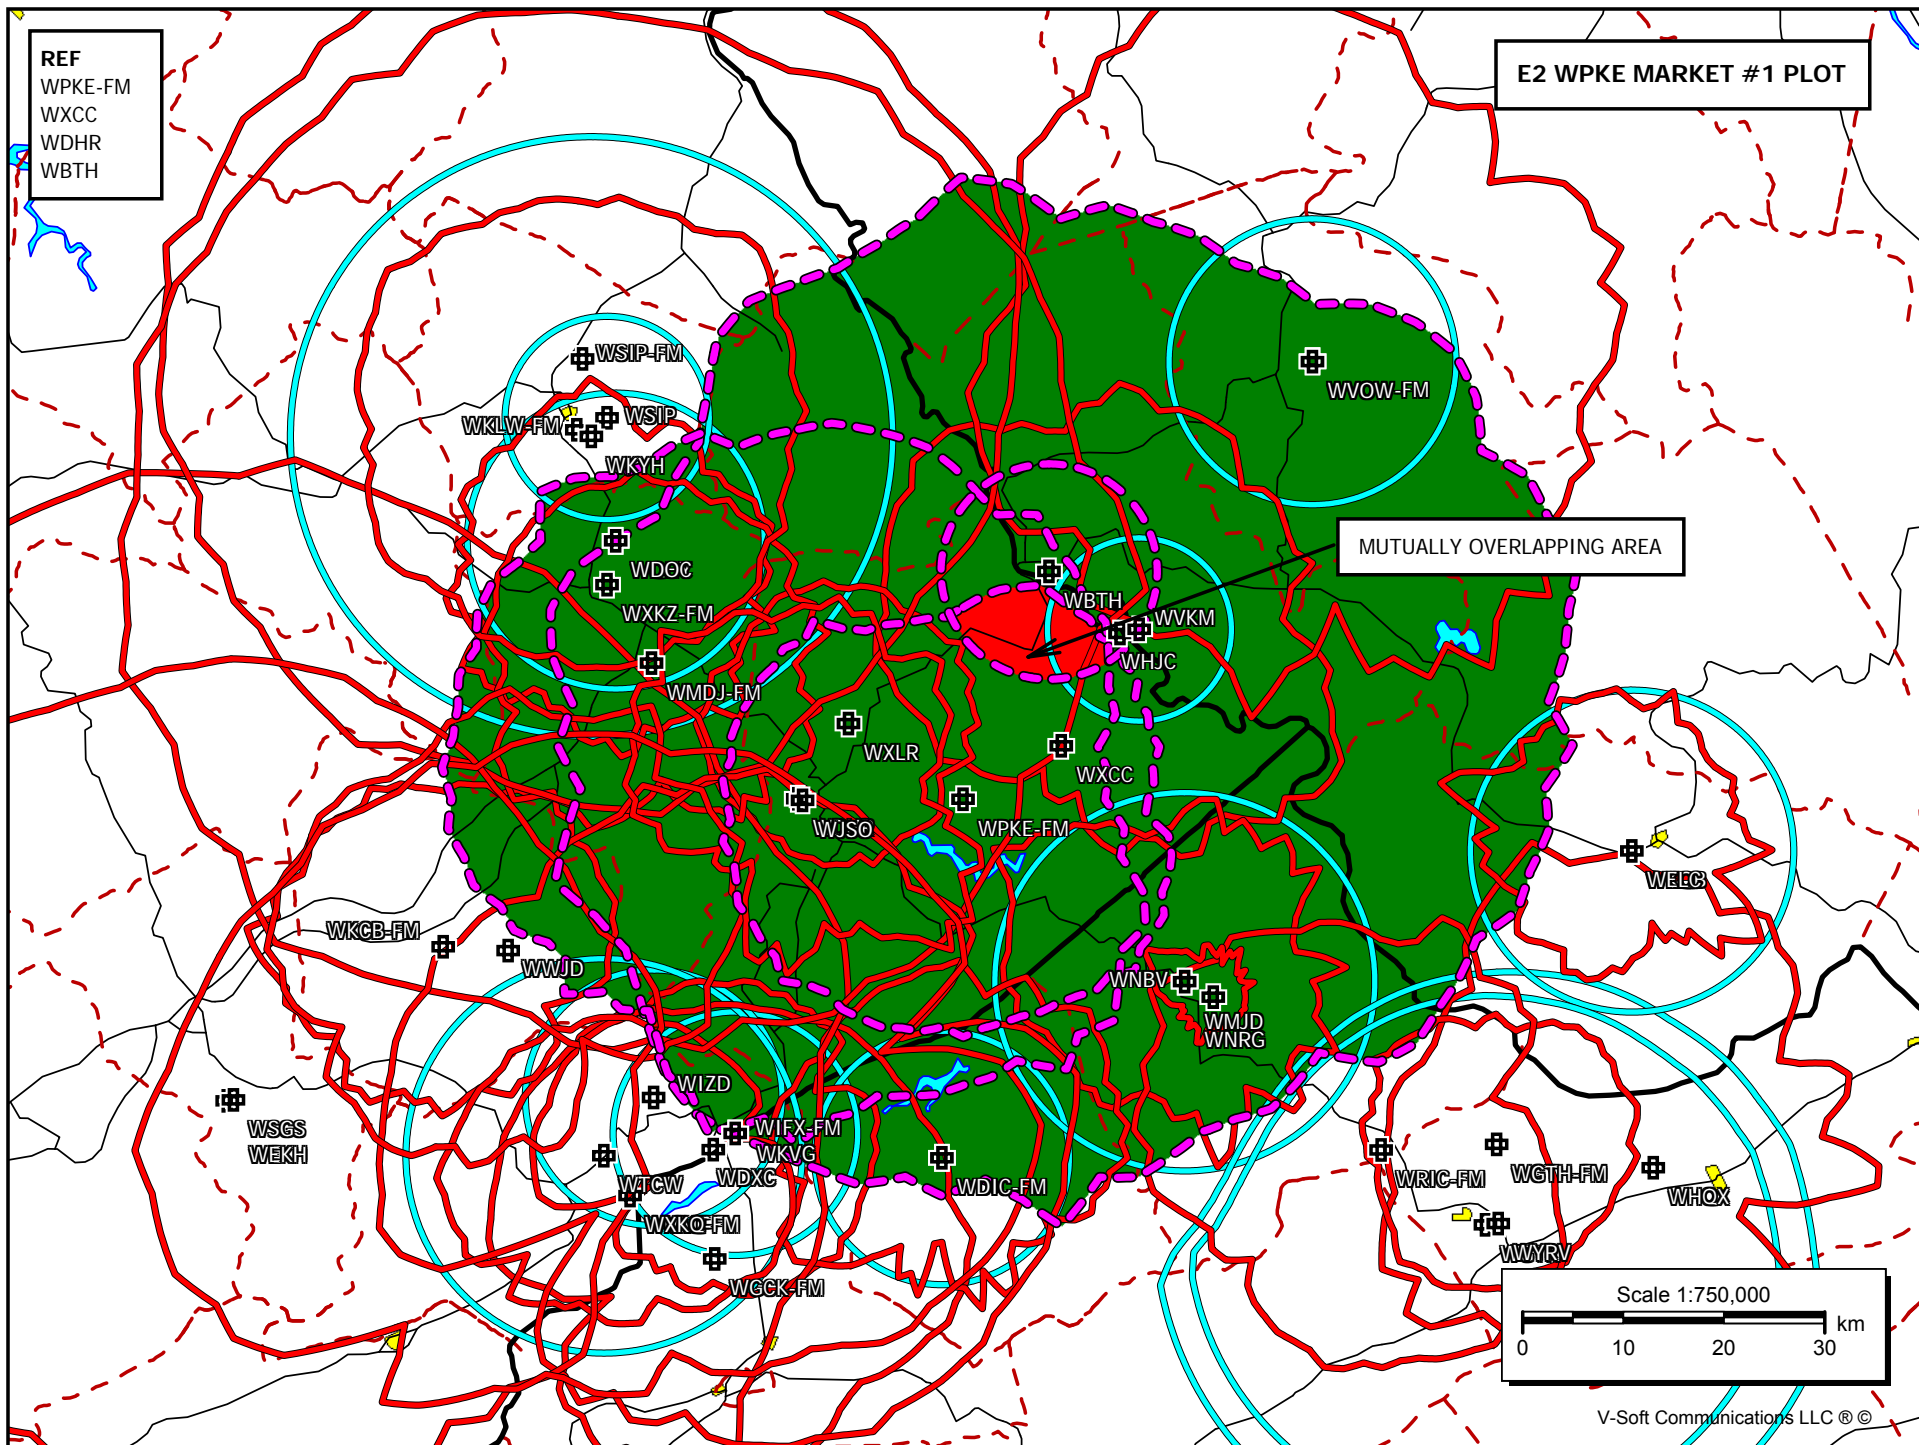 REF
WPKE-FM
WXCC
WDHR
WBTH
E2 WPKE MARKET #1 PLOT
WSIP-FM
WSIP
WKLW-FM
WKYH
WVOW-FM
MUTUALLY OVERLAPPING AREA
WDOC
WXKZ-FM
WBTH
WVKM
WHJC
WMDJ-FM
WXLR
WXCC
WJSO
WPKE-FM
WKCB-FM
WWJD
WNBV
WMJD
WNRG
WIZD
WSGS
WEKH
WIFX-FM
WKVG
WDXC
WTCW
WXKQ-FM
WDIC-FM
WGCK-FM
WRIC-FM
WGTH-FM
WHQX
Scale 1:750,000
km
0 10 20 30
V-Soft Communications LLC ® ©